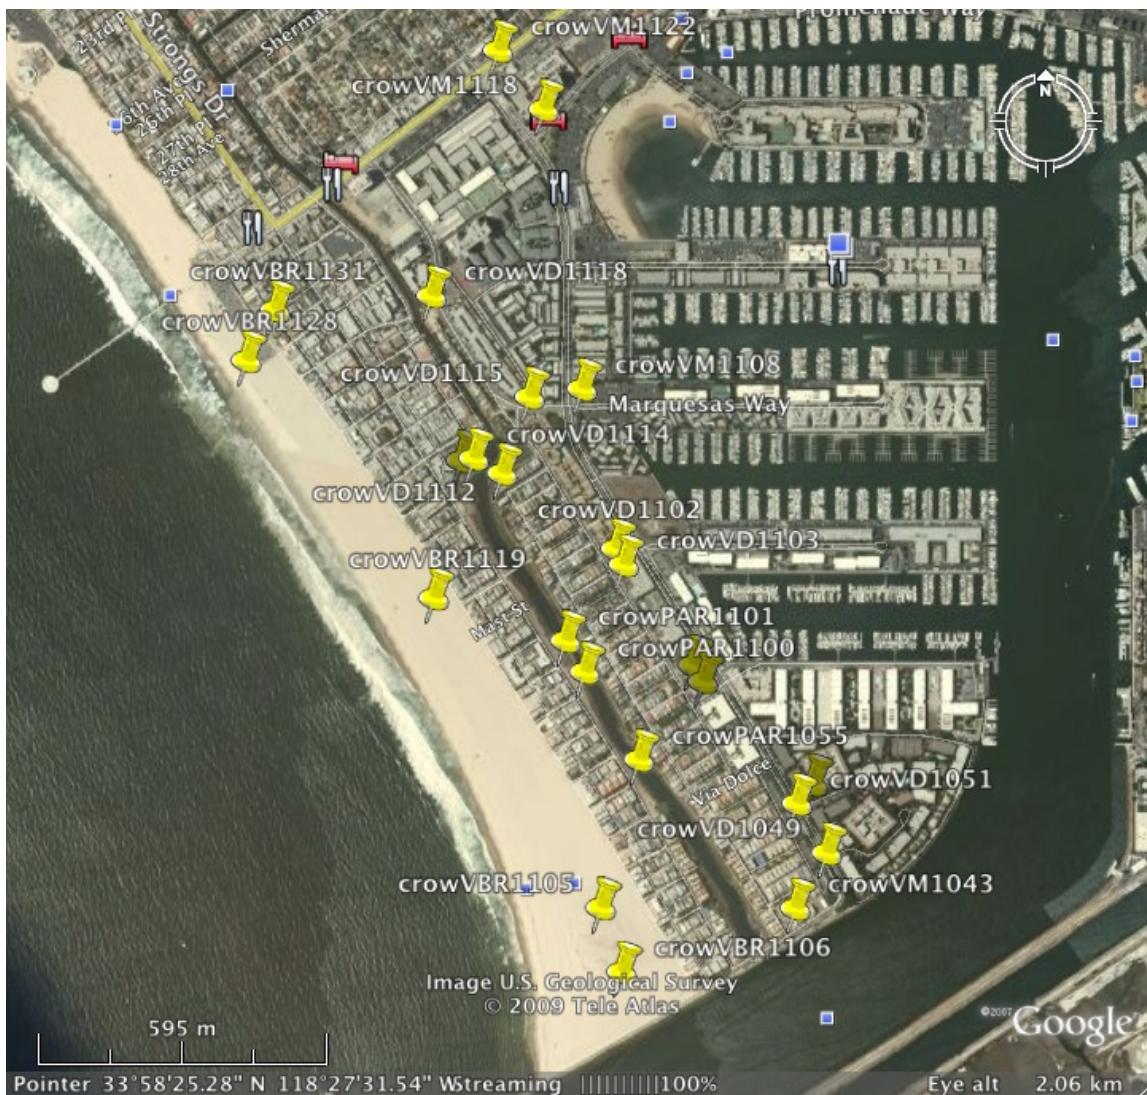 Promenade Way
crowVM1122
23rd Pl
Strongs Dr
Sherman
crowVM1118
26th Pl
27th Pl
28th Ave
N
crowVBR1131
crowVD1118
crowVBR1128
crowVD1115
crowVM1108
Marquesas Way
crowVD1114
crowVD1112
crowVD1102
crowVD1103
crowVBR1119
Mast St
crowPAR1101
crowPAR1100
crowPAR1055
Via Dolce
crowVD1051
crowVD1049
crowVBR1105
crowVM1043
crowVBR1106
Image U.S. Geological Survey
© 2009 Tele Atlas
595 m
©2007 Google
Pointer 33°58'25.28" N 118°27'31.54" W Streaming ||||||||| 100% Eye alt 2.06 km